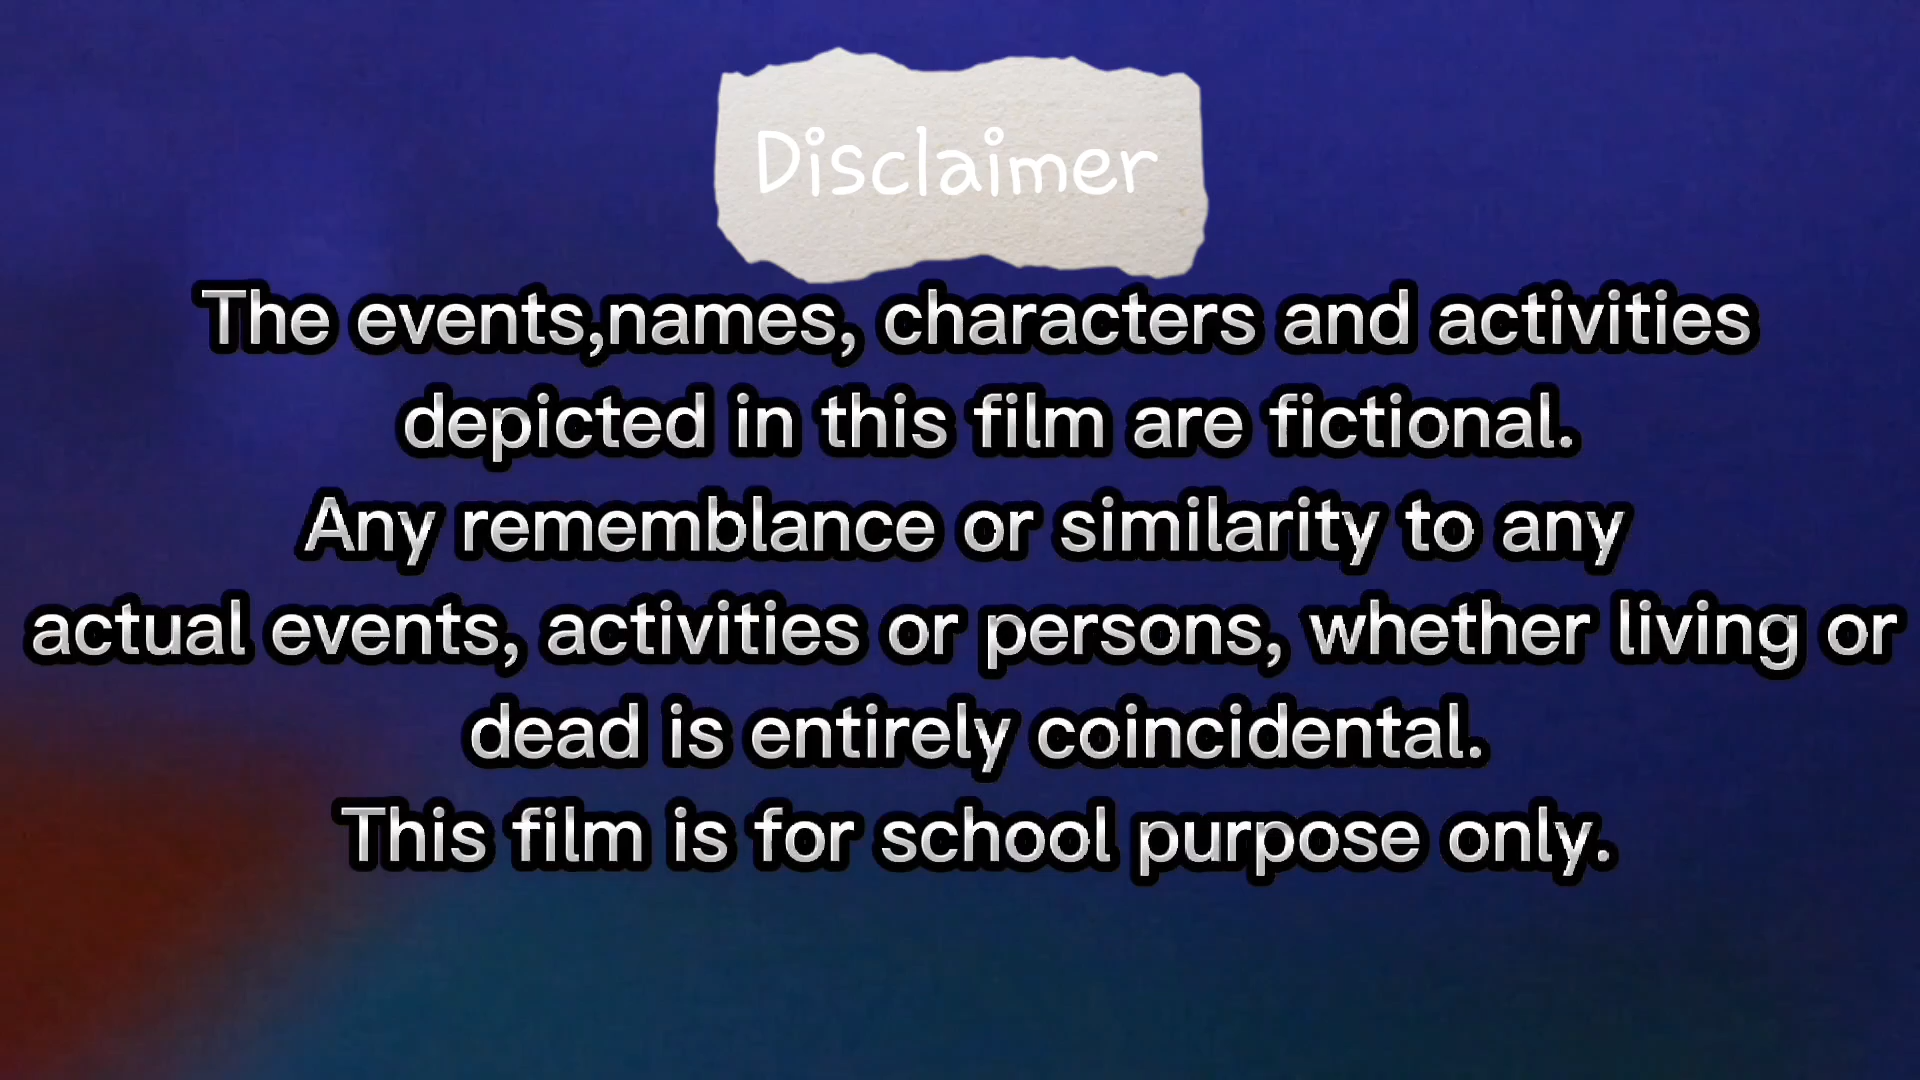 Disclaimer
The events,names, characters and activities
depicted in this film are fictional.
Any rememblance or similarity to any
actual events, activities or persons, whether living or
dead is entirely coincidental.
This film is for school purpose only.